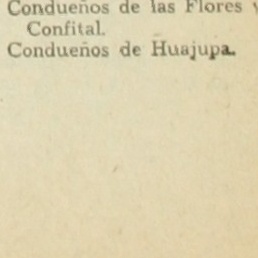 Condueños de las Flores y
Confital.
Condueños de Huajupa.